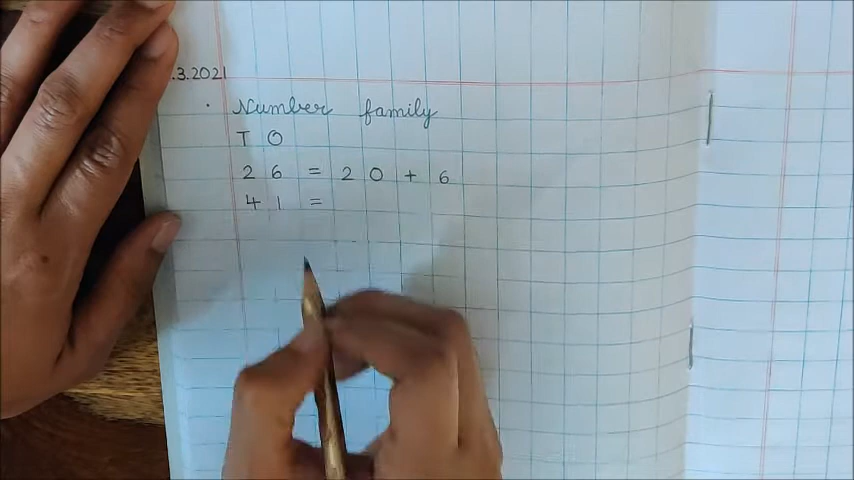 .3.2021
Number family
T O
2 6 = 2 0 + 6
4 1 =